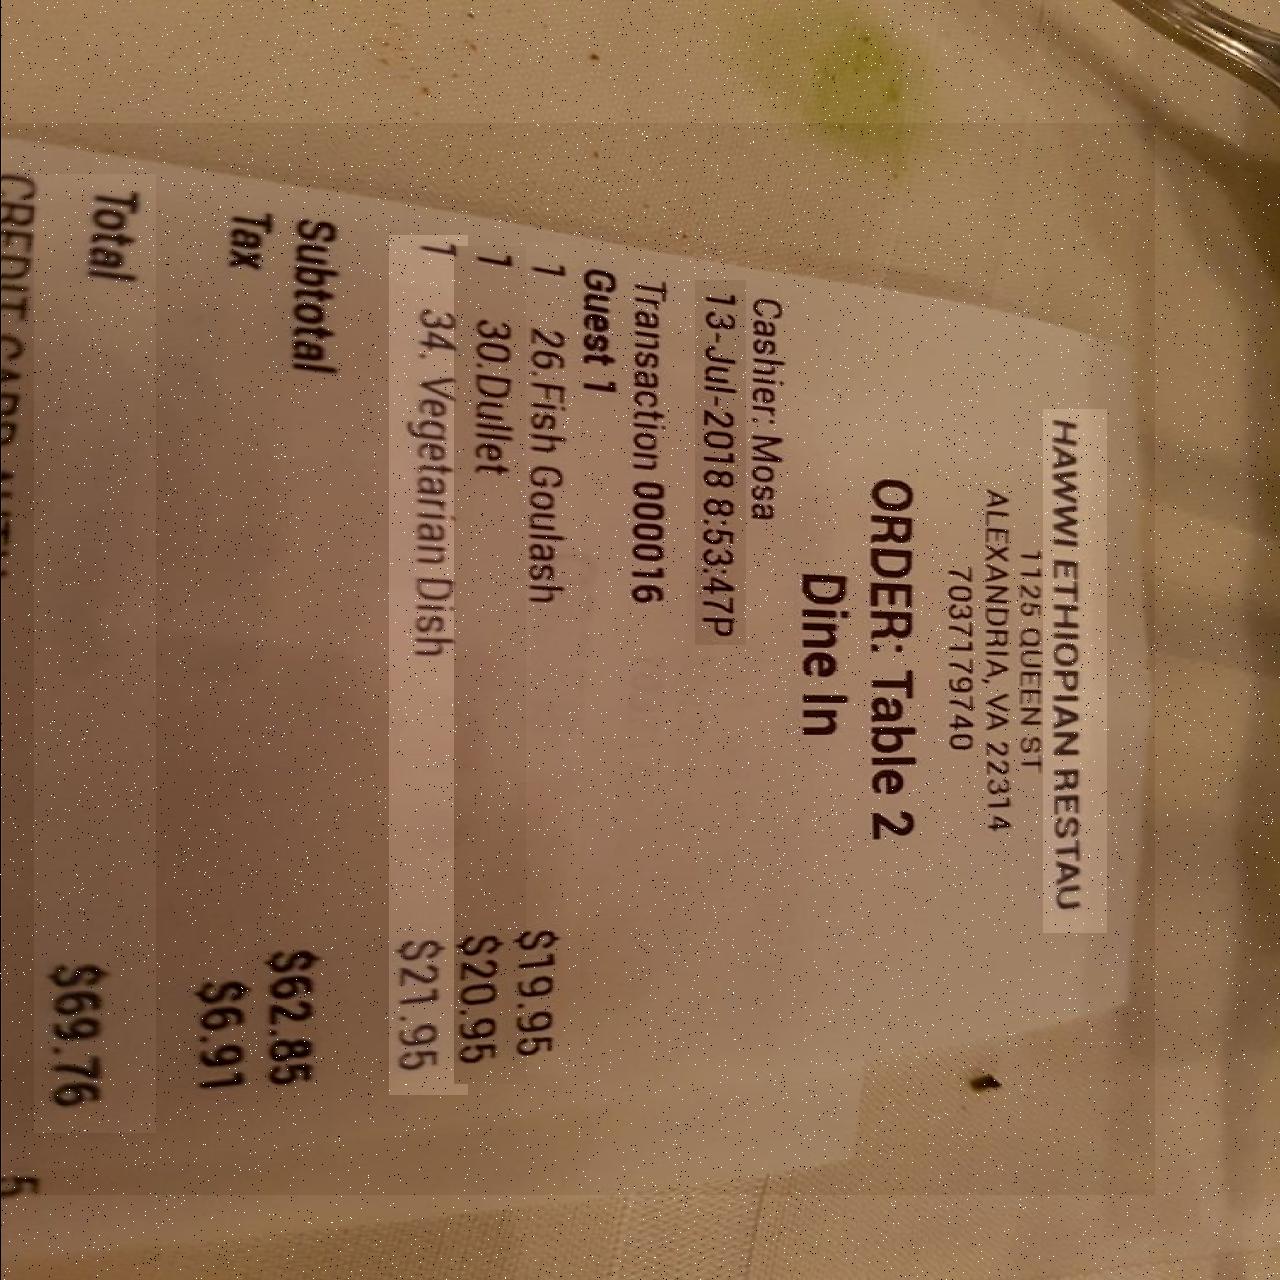 HAWWI ETHIOPIAN RESTAU
1125 QUEEN ST
ALEXANDRIA, VA 22314
7037179740
ORDER: Table 2
Dine In
Cashier: Mosa
13-Jul-2018 8:53:47P
Transaction 000016
Guest 1
1 26.Fish Goulash $19.95
1 30.Dullet $20.95
1 34. Vegetarian Dish $21.95
Subtotal $62.85
Tax $6.91
Total $69.76
CREDIT CARD